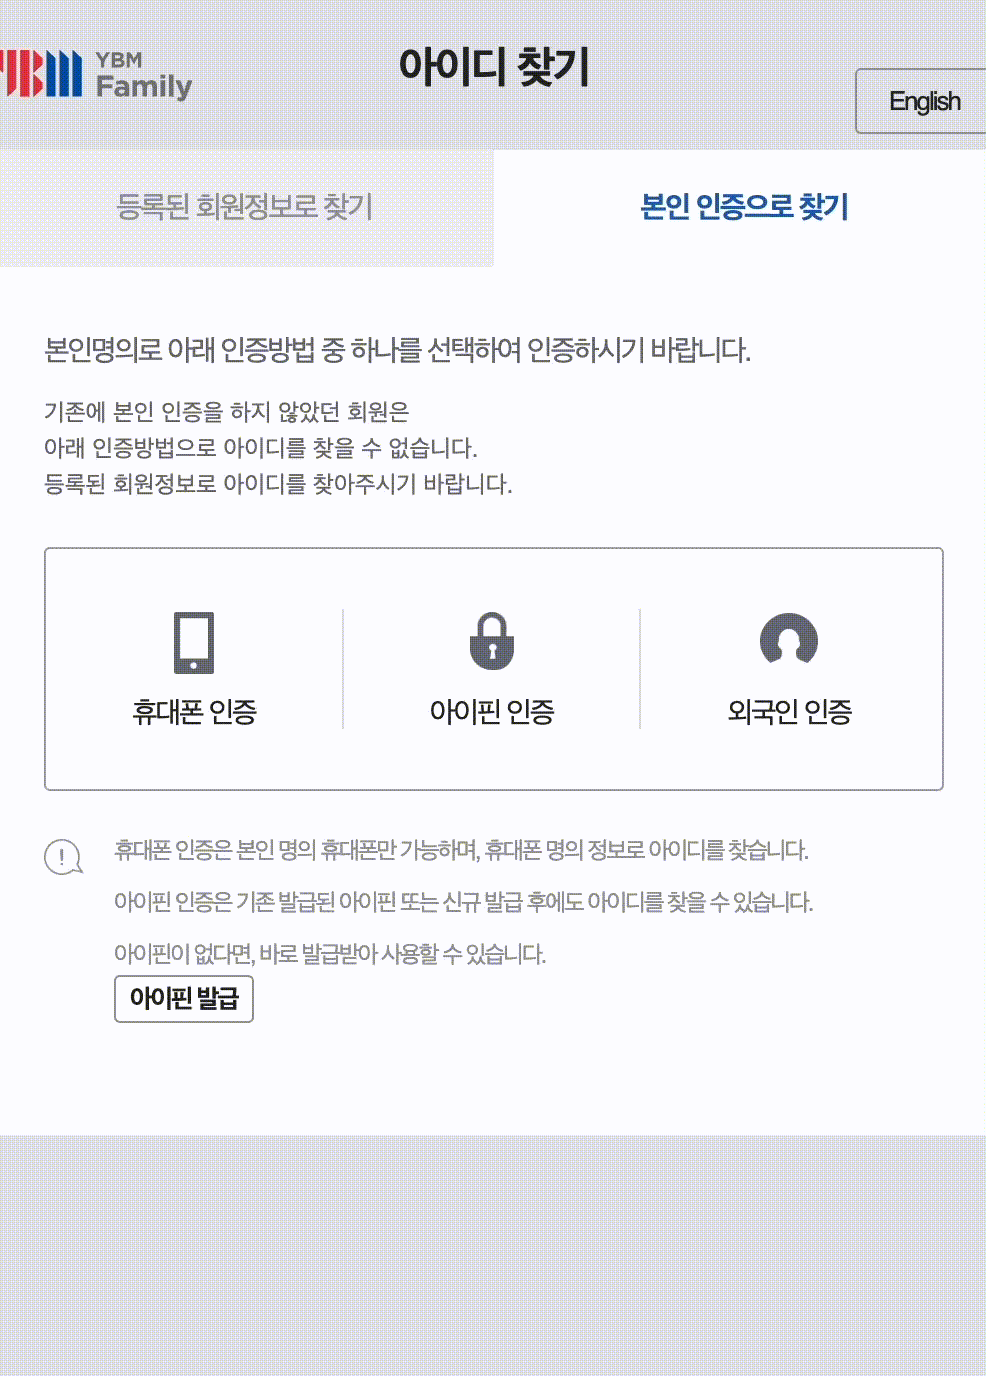 YBM
YBM
Family
아이디 찾기
English
등록된 회원정보로 찾기
본인 인증으로 찾기
본인명의로 아래 인증방법 중 하나를 선택하여 인증하시기 바랍니다.
기존에 본인 인증을 하지 않았던 회원은
아래 인증방법으로 아이디를 찾을 수 없습니다.
등록된 회원정보로 아이디를 찾아주시기 바랍니다.
휴대폰 인증
아이핀 인증
외국인 인증
휴대폰 인증은 본인 명의 휴대폰만 가능하며, 휴대폰 명의 정보로 아이디를 찾습니다.
아이핀 인증은 기존 발급된 아이핀 또는 신규 발급 후에도 아이디를 찾을 수 있습니다.
아이핀이 없다면, 바로 발급받아 사용할 수 있습니다.
아이핀 발급